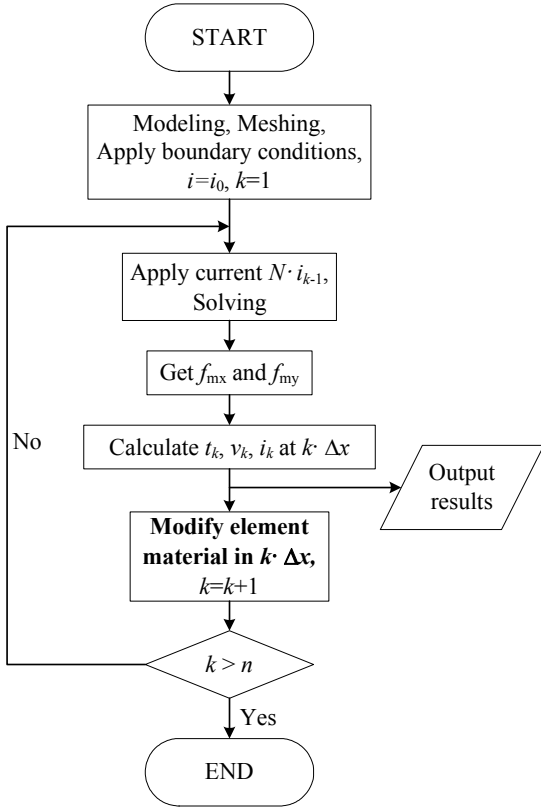 START
Modeling, Meshing,
Apply boundary conditions,
i=i₀, k=1
Apply current N· iₖ₋₁,
Solving
Get fₘₓ and fₘy
Calculate tₖ, vₖ, iₖ at k· Δx
No
Output
results
Modify element
material in k· Δx,
k=k+1
k > n
Yes
END